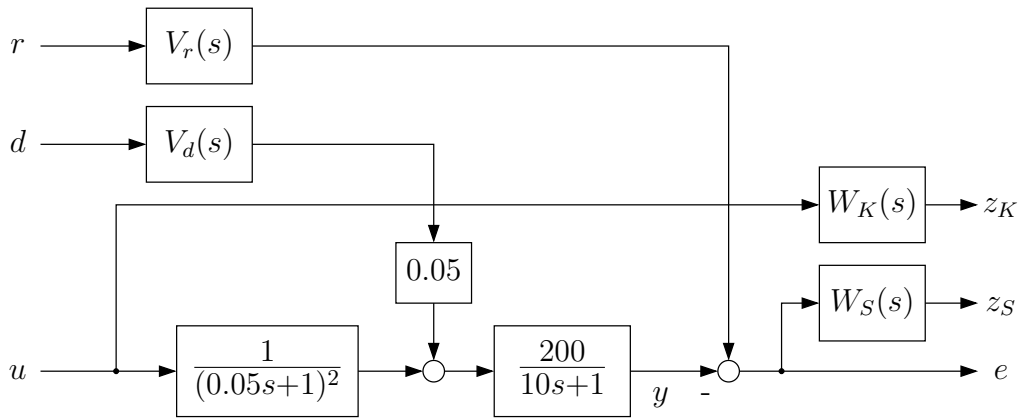 r V_r(s)
d V_d(s)
W_K(s) z_K
0.05
W_S(s) z_S
u 1/(0.05s+1)^2 200/(10s+1) y - e